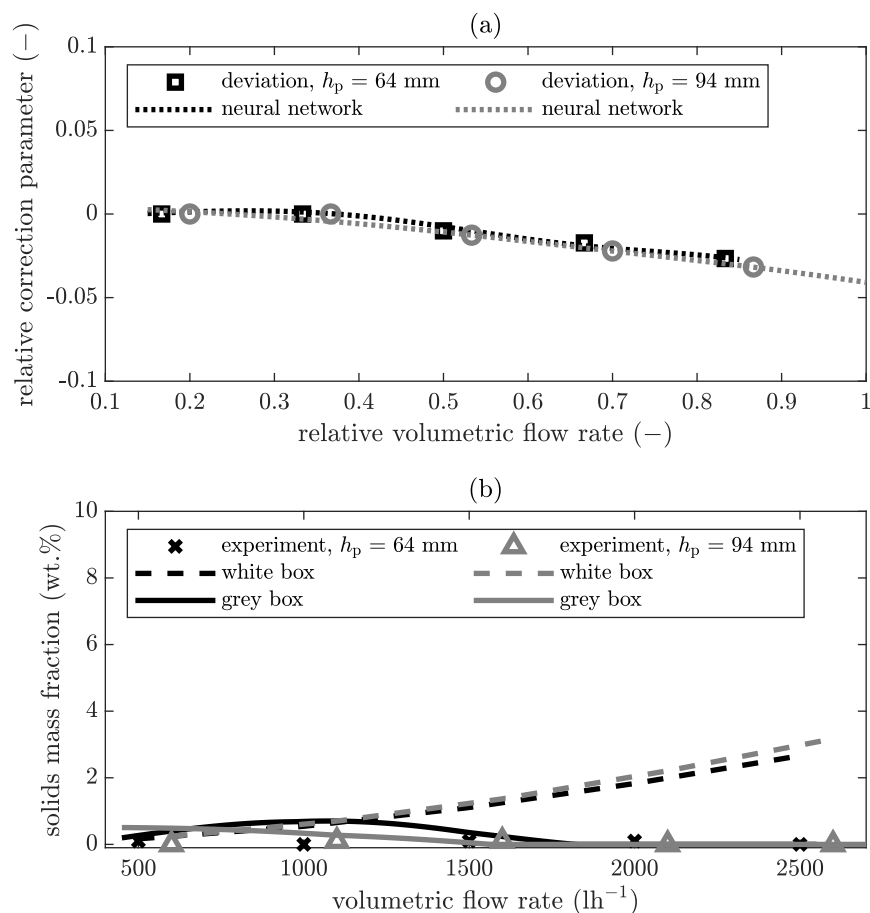 (a)
0.1
0.05
0
-0.05
-0.1
relative correction parameter (−)
deviation, hp = 64 mm
deviation, hp = 94 mm
neural network
neural network
0.1 0.2 0.3 0.4 0.5 0.6 0.7 0.8 0.9 1
relative volumetric flow rate (−)
(b)
10
8
6
4
2
0
solids mass fraction (wt.%)
experiment, hp = 64 mm
experiment, hp = 94 mm
white box
white box
grey box
grey box
500 1000 1500 2000 2500
volumetric flow rate (lh⁻¹)